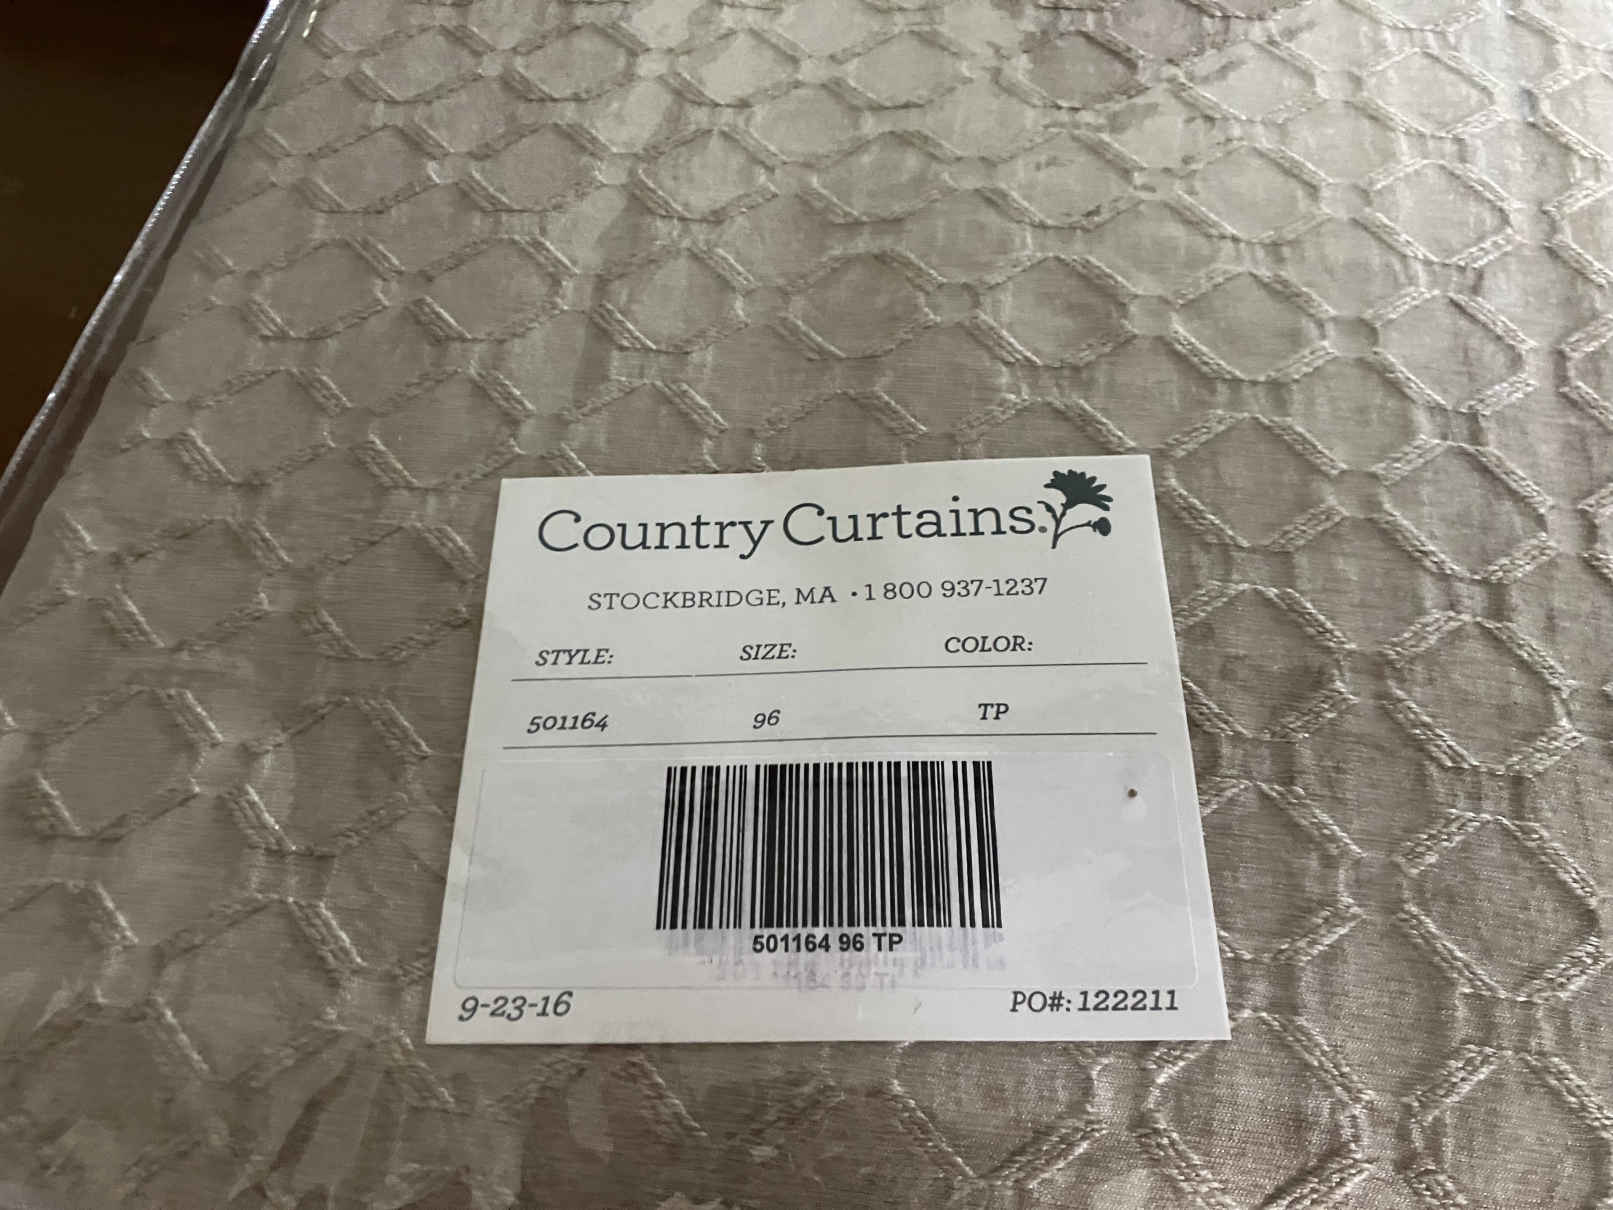 Country Curtains.
STOCKBRIDGE, MA • 1 800 937-1237
STYLE: SIZE: COLOR:
501164 96 TP
501164 96 TP
9-23-16 PO#: 122211